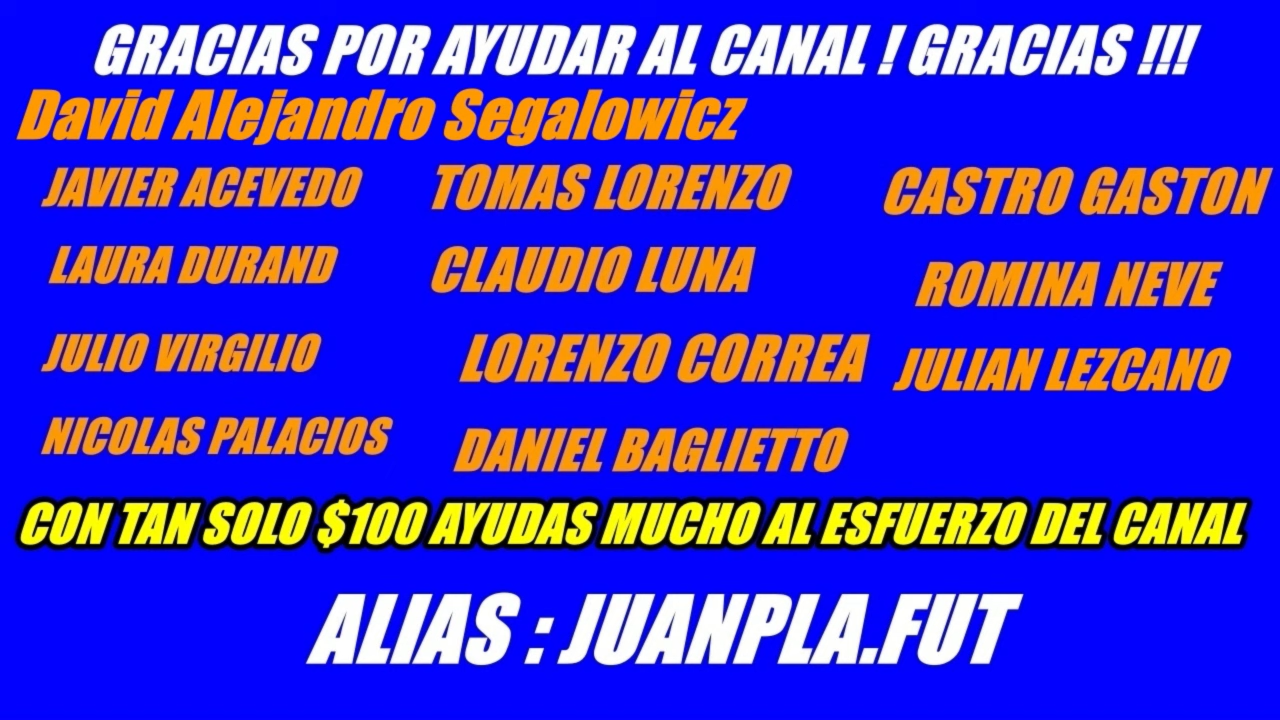 GRACIAS POR AYUDAR AL CANAL ! GRACIAS !!!
David Alejandro Segalowicz
JAVIER ACEVEDO TOMAS LORENZO CASTRO GASTON
LAURA DURAND CLAUDIO LUNA ROMINA NEVE
JULIO VIRGILIO LORENZO CORREA JULIAN LEZCANO
NICOLAS PALACIOS DANIEL BAGLIETTO
CON TAN SOLO $100 AYUDAS MUCHO AL ESFUERZO DEL CANAL
ALIAS : JUANPLA.FUT